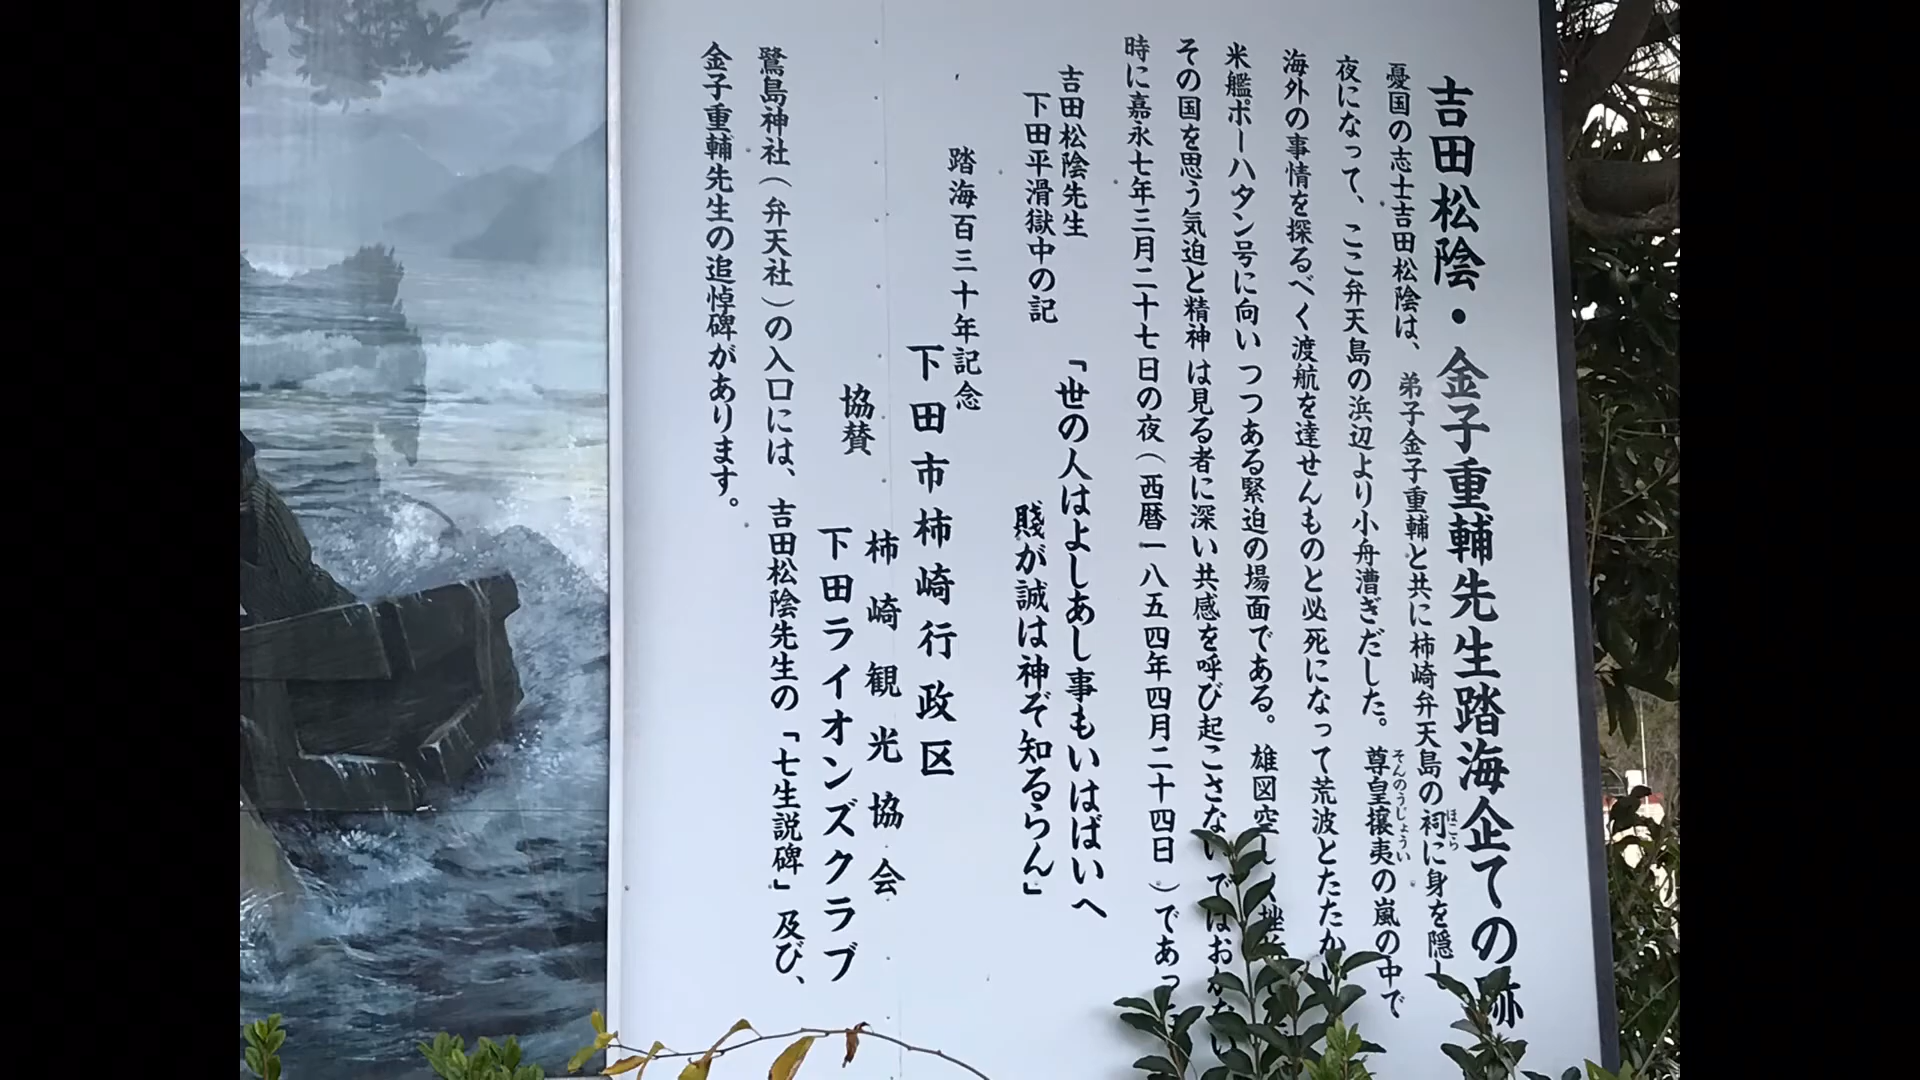 吉田松陰・金子重輔先生踏海企ての跡
憂国の志士吉田松陰は、弟子金子重輔と共に柿崎弁天島の祠に身を隠し
ほこら
夜になって、ここ弁天島の浜辺より小舟漕ぎだした。尊皇攘夷の嵐の中で
そんのうじょうい
海外の事情を探るべく渡航を達せんものと必死になって荒波とたたかい
米艦ポーハタン号に向いつつある緊迫の場面である。雄図空し
その国を思う気迫と精神は見る者に深い共感を呼び起こさないではおかない
時に嘉永七年三月二十七日の夜（西暦一八五四年四月二十四日）であっ
吉田松陰先生
下田平滑獄中の記
「世の人はよしあし事もいはばいへ
賤が誠は神ぞ知るらん」
踏海百三十年記念
下田市柿崎行政区
協賛
柿崎観光協会
下田ライオンズクラブ
鷺島神社（弁天社）の入口には、吉田松陰先生の「七生説碑」及び、
金子重輔先生の追悼碑があります。